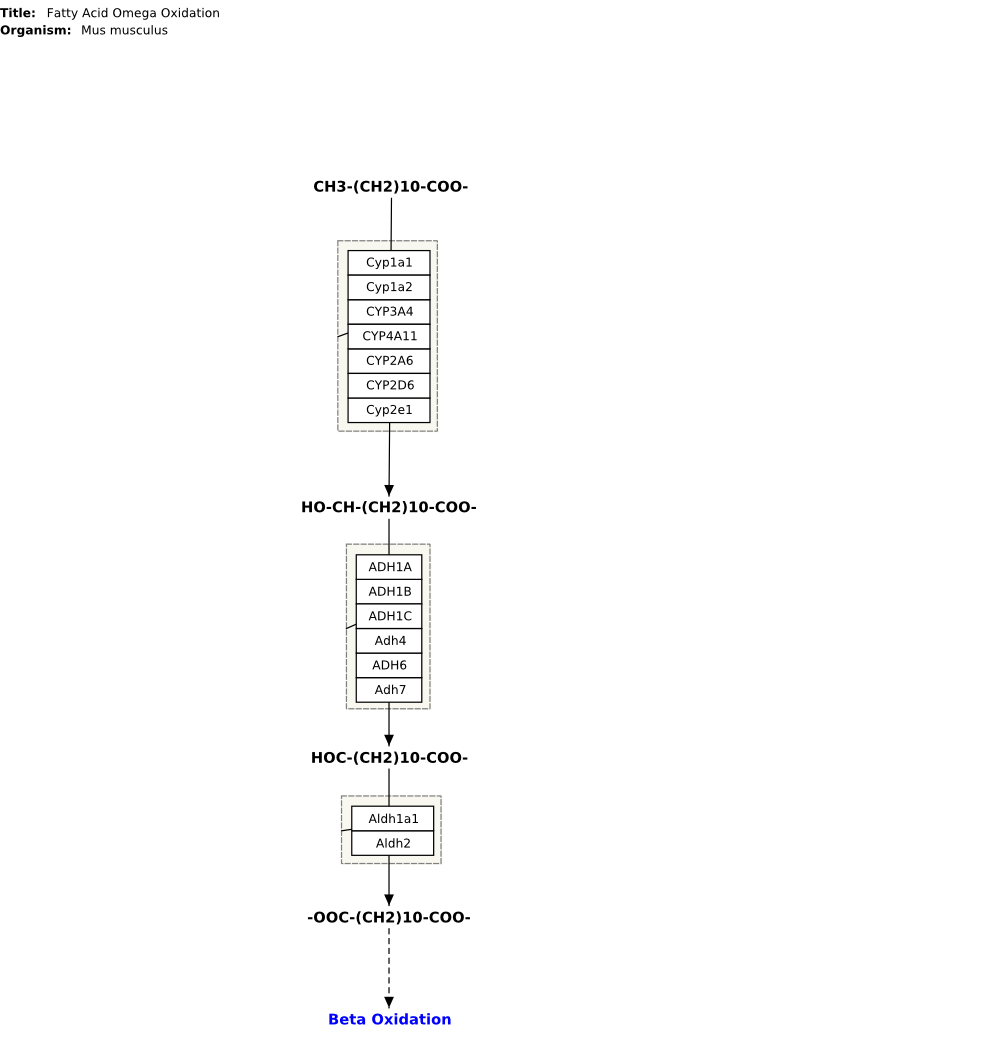 Title: Fatty Acid Omega Oxidation
Organism: Mus musculus
CH3-(CH2)10-COO-
Cyp1a1
Cyp1a2
CYP3A4
CYP4A11
CYP2A6
CYP2D6
Cyp2e1
HO-CH-(CH2)10-COO-
ADH1A
ADH1B
ADH1C
Adh4
ADH6
Adh7
HOC-(CH2)10-COO-
Aldh1a1
Aldh2
-OOC-(CH2)10-COO-
Beta Oxidation